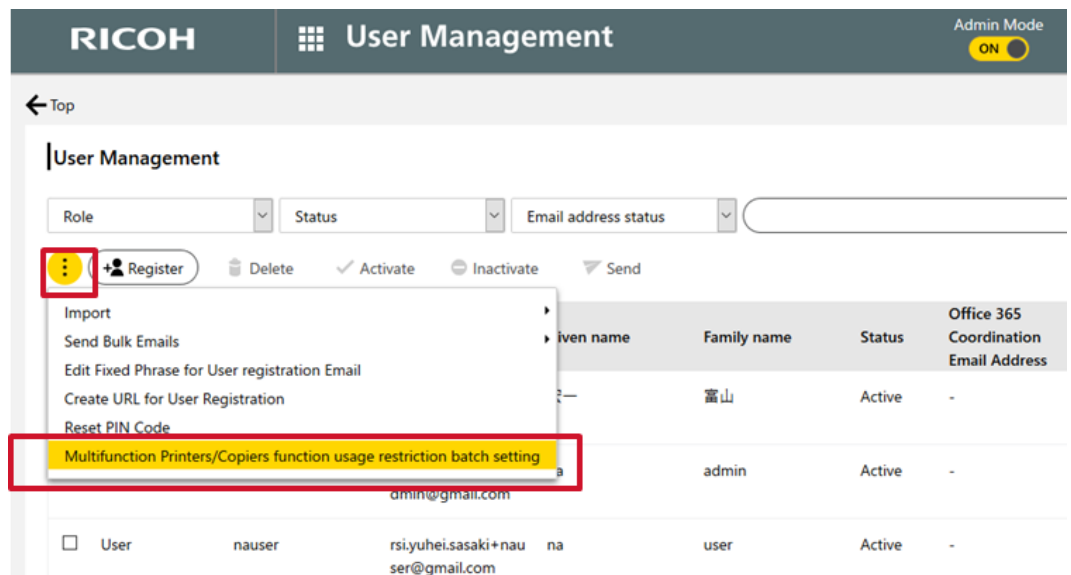 RICOH
User Management
Admin Mode
ON
Top
User Management
Role
Status
Email address status
Register
Delete
Activate
Inactivate
Send
Import
Send Bulk Emails
Edit Fixed Phrase for User registration Email
Create URL for User Registration
Reset PIN Code
Multifunction Printers/Copiers function usage restriction batch setting
iven name
Family name
Status
Office 365
Coordination
Email Address
一
富山
Active
-
a
admin
Active
-
dmin@gmail.com
User
nauser
rsi.yuhei.sasaki+nau
ser@gmail.com
na
user
Active
-